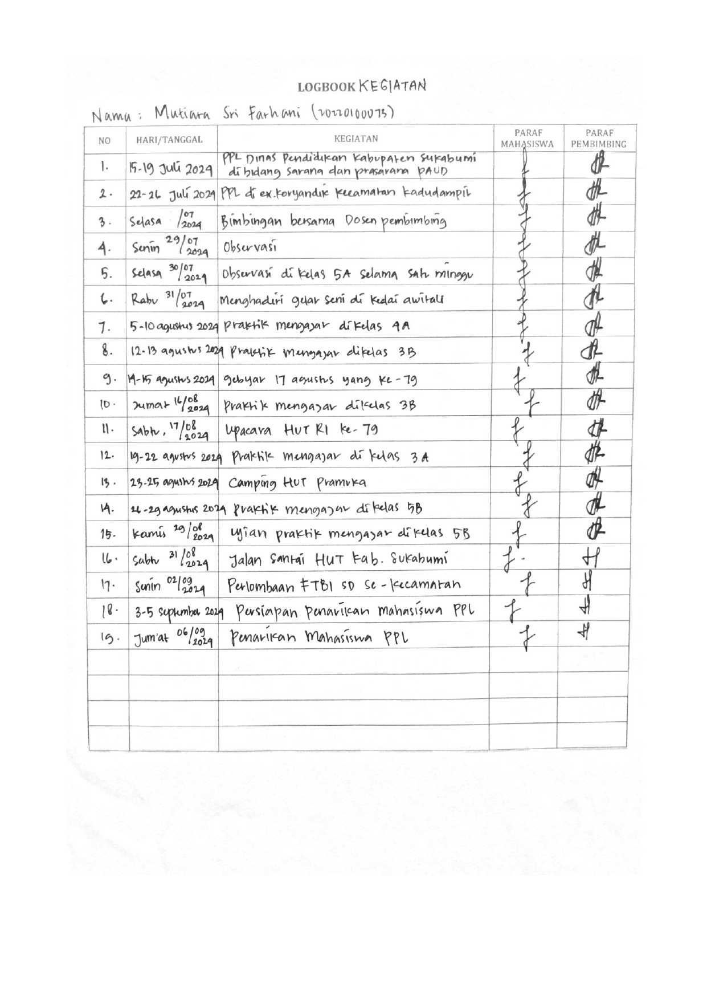 LOGBOOK KEGIATAN
Nama : Mutiara Sri Farhani (20220100073)
NO HARI/TANGGAL KEGIATAN PARAF MAHASISWA PARAF PEMBIMBING
1. 15-19 Juli 2024 PPL Dinas Pendidikan Kabupaten Sukabumi
di bidang sarana dan prasarana PAUD
2. 22-26 Juli 2024 PPL di ex.Koryandik Kecamatan Kadudampit
3. Selasa /07/2024 Bimbingan bersama Dosen pembimbing
4. Senin 29/07/2024 Observasi
5. Selasa 30/07/2024 Observasi di kelas 5A selama satu minggu
6. Rabu 31/07/2024 Menghadiri gelar seni di kedai awitali
7. 5-10 agustus 2024 praktik mengajar dikelas 4A
8. 12-13 agustus 2024 praktik mengajar dikelas 3B
9. 14-15 agustus 2024 gebyar 17 agustus yang ke-79
10. Jumat 16/08/2024 praktik mengajar dikelas 3B
11. Sabtu, 17/08/2024 Upacara HUT RI ke-79
12. 19-22 agustus 2024 praktik mengajar di kelas 3A
13. 23-25 agustus 2024 Camping HUT Pramuka
14. 26-29 agustus 2024 praktik mengajar di kelas 5B
15. Kamis 29/08/2024 Ujian praktik mengajar di kelas 5B
16. Sabtu 31/08/2024 Jalan Santai HUT Kab. Sukabumi
17. Senin 02/09/2024 Perlombaan FTBI SD Se-kecamatan
18. 3-5 September 2024 Persiapan Penarikan Mahasiswa PPL
19. Jum'at 06/09/2024 Penarikan Mahasiswa PPL